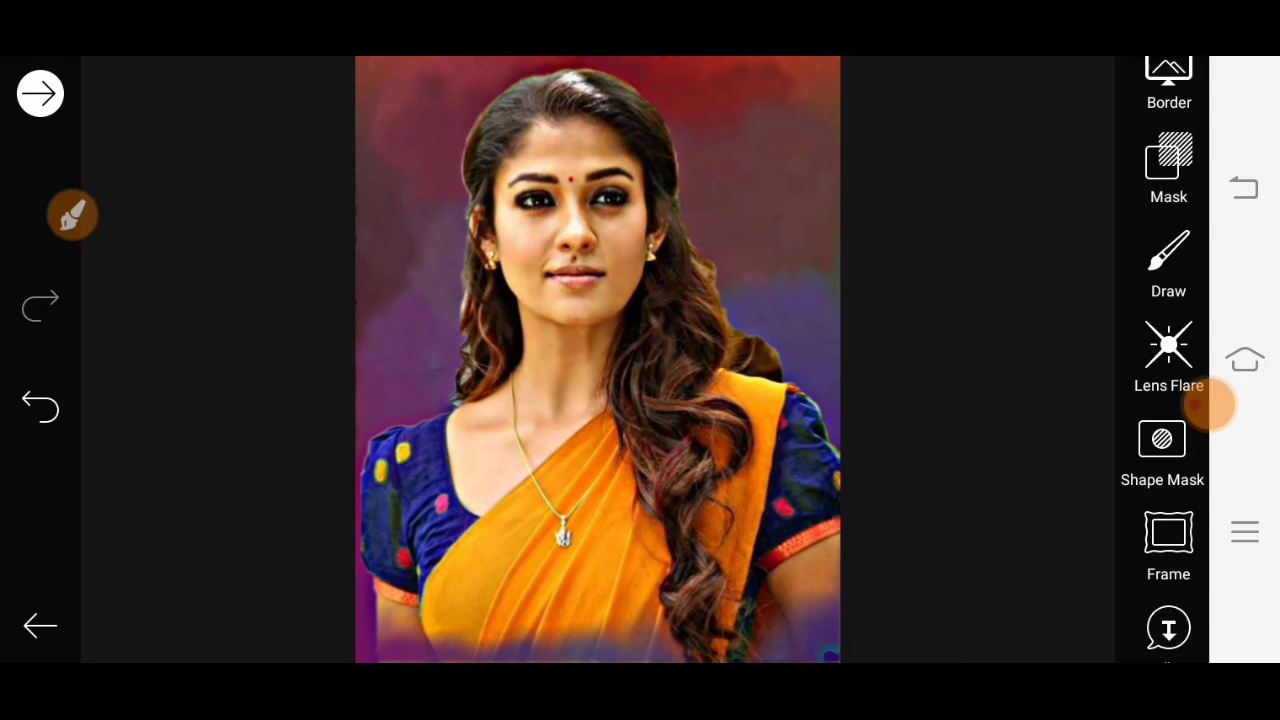 Border
Mask
Draw
Lens Flare
Shape Mask
Frame